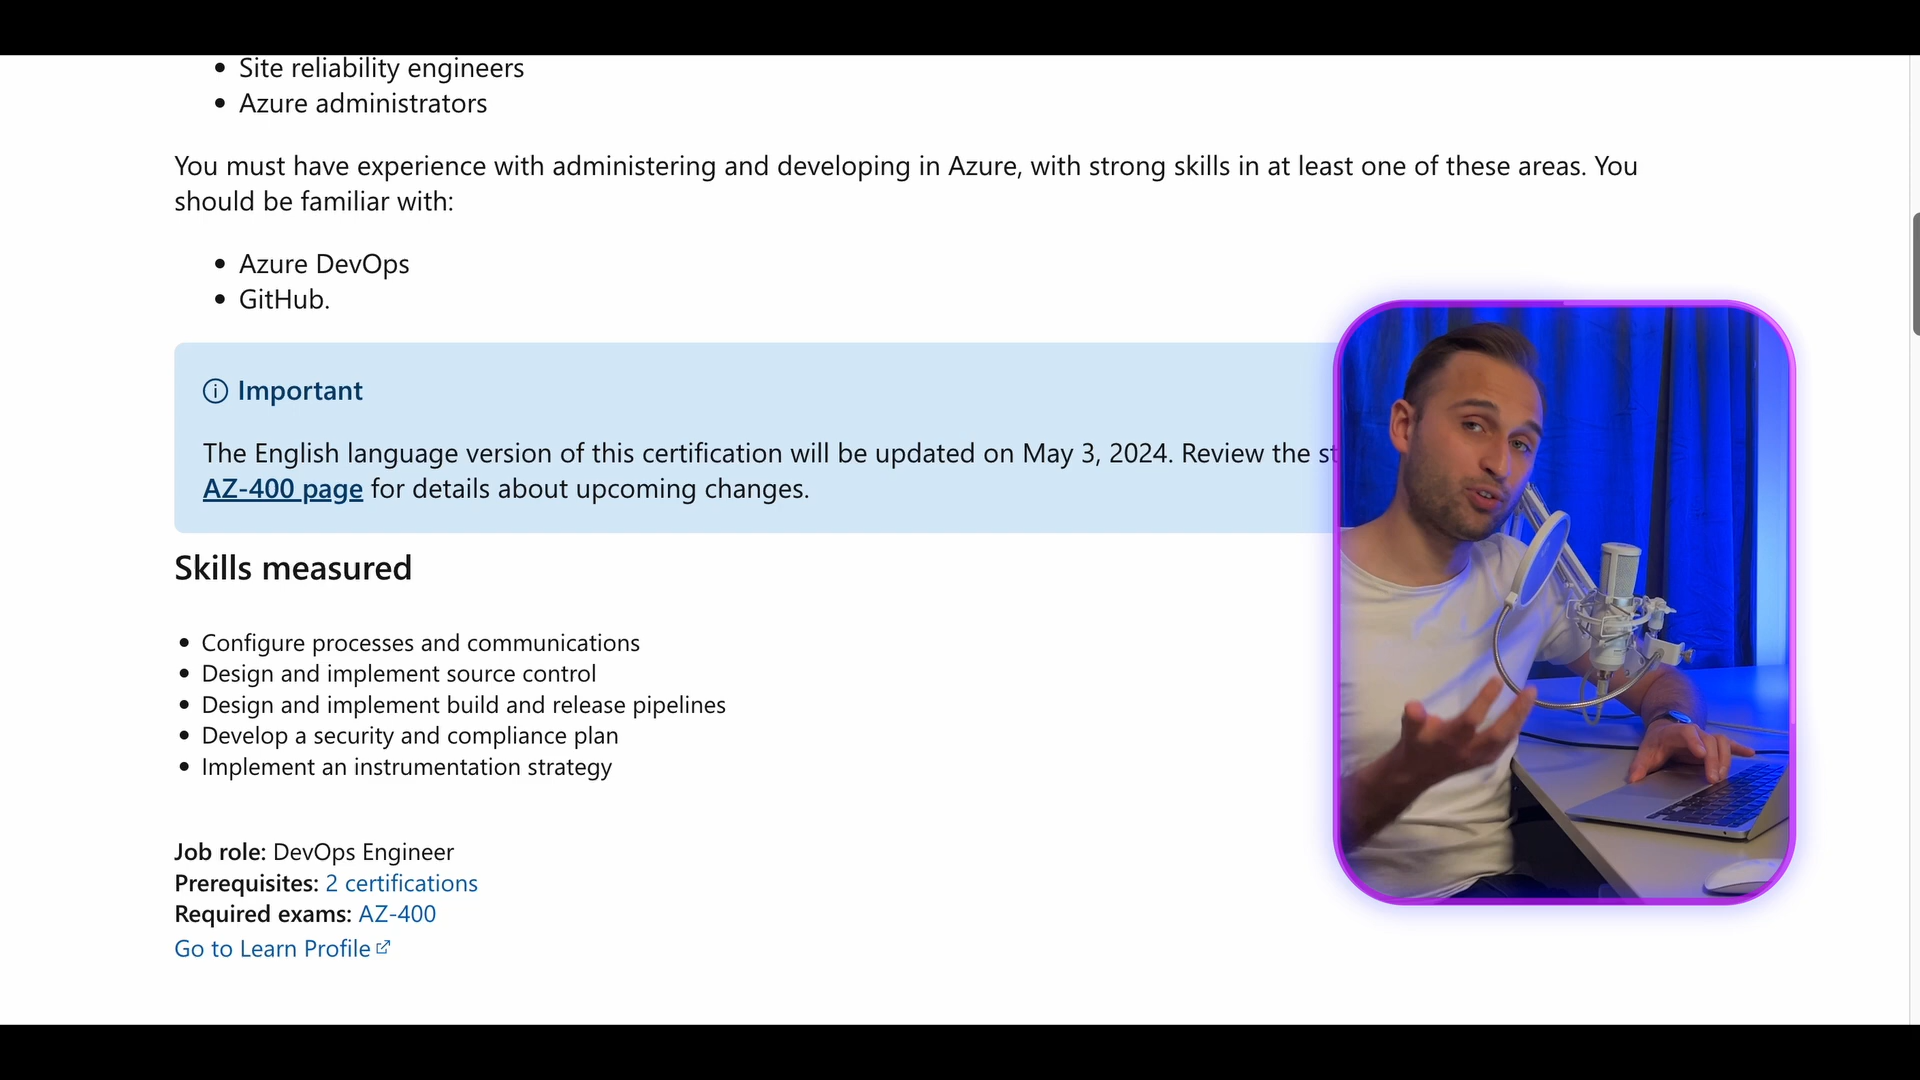 Site reliability engineers
Azure administrators
You must have experience with administering and developing in Azure, with strong skills in at least one of these areas. You
should be familiar with:
Azure DevOps
GitHub.
Important
The English language version of this certification will be updated on May 3, 2024. Review the
AZ-400 page for details about upcoming changes.
Skills measured
Configure processes and communications
Design and implement source control
Design and implement build and release pipelines
Develop a security and compliance plan
Implement an instrumentation strategy
Job role: DevOps Engineer
Prerequisites: 2 certifications
Required exams: AZ-400
Go to Learn Profile